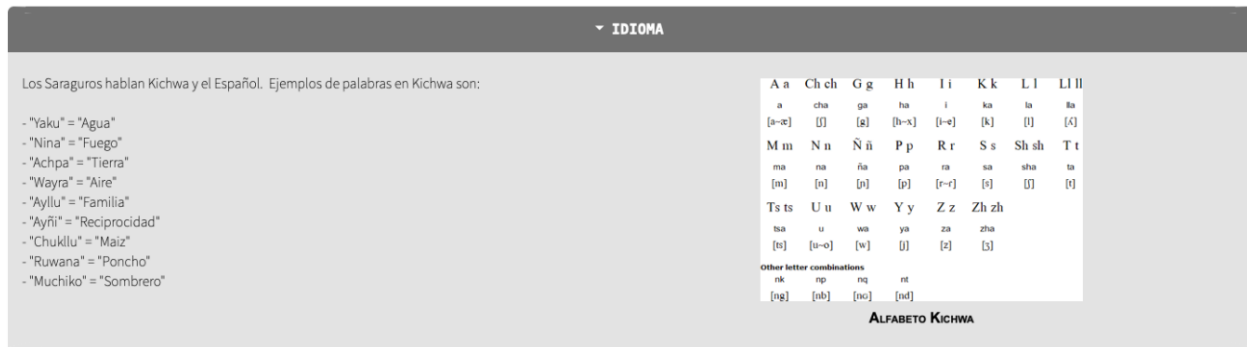 IDIOMA
Los Saraguros hablan Kichwa y el Español. Ejemplos de palabras en Kichwa son:
- "Yaku" = "Agua"
- "Nina" = "Fuego"
- "Achpa" = "Tierra"
- "Wayra" = "Aire"
- "Ayllu" = "Familia"
- "Ayñi" = "Reciprocidad"
- "Chukllu" = "Maiz"
- "Ruwana" = "Poncho"
- "Muchiko" = "Sombrero"
A a Ch ch G g H h I i K k L l Ll ll
a cha ga ha i ka la lla
[a~æ] [ʃ] [g] [h~x] [i~e] [k] [l] [ʎ]
M m N n Ñ ñ P p R r S s Sh sh T t
ma na ña pa ra sa sha ta
[m] [n] [ɲ] [p] [r~ɾ] [s] [ʃ] [t]
Ts ts U u W w Y y Z z Zh zh
tsa u wa ya za zha
[ts] [u~o] [w] [j] [z] [ʒ]
Other letter combinations
nk np nq nt
[ng] [nb] [nɢ] [nd]
ALFABETO KICHWA